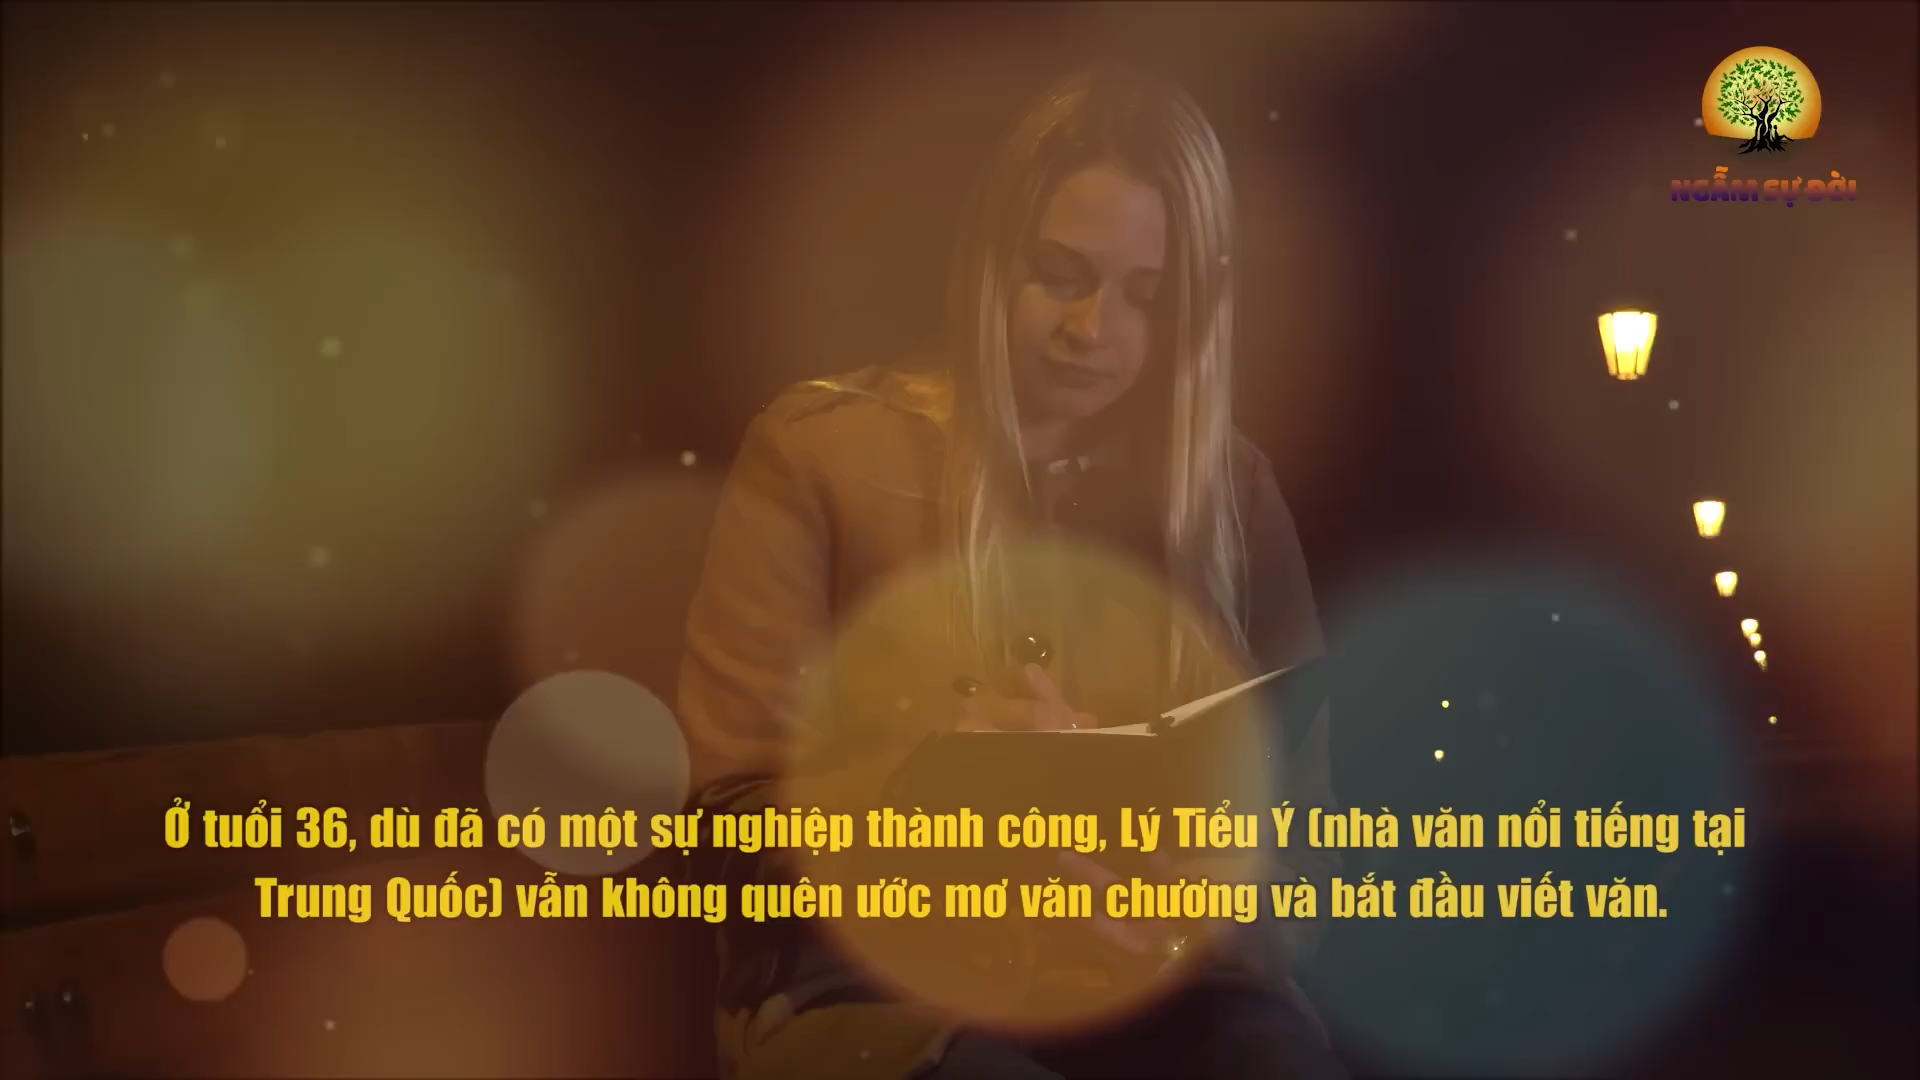 NGẪM SỰ ĐỜI
Ở tuổi 36, dù đã có một sự nghiệp thành công, Lý Tiểu Ý (nhà văn nổi tiếng tại
Trung Quốc) vẫn không quên ước mơ văn chương và bắt đầu viết văn.